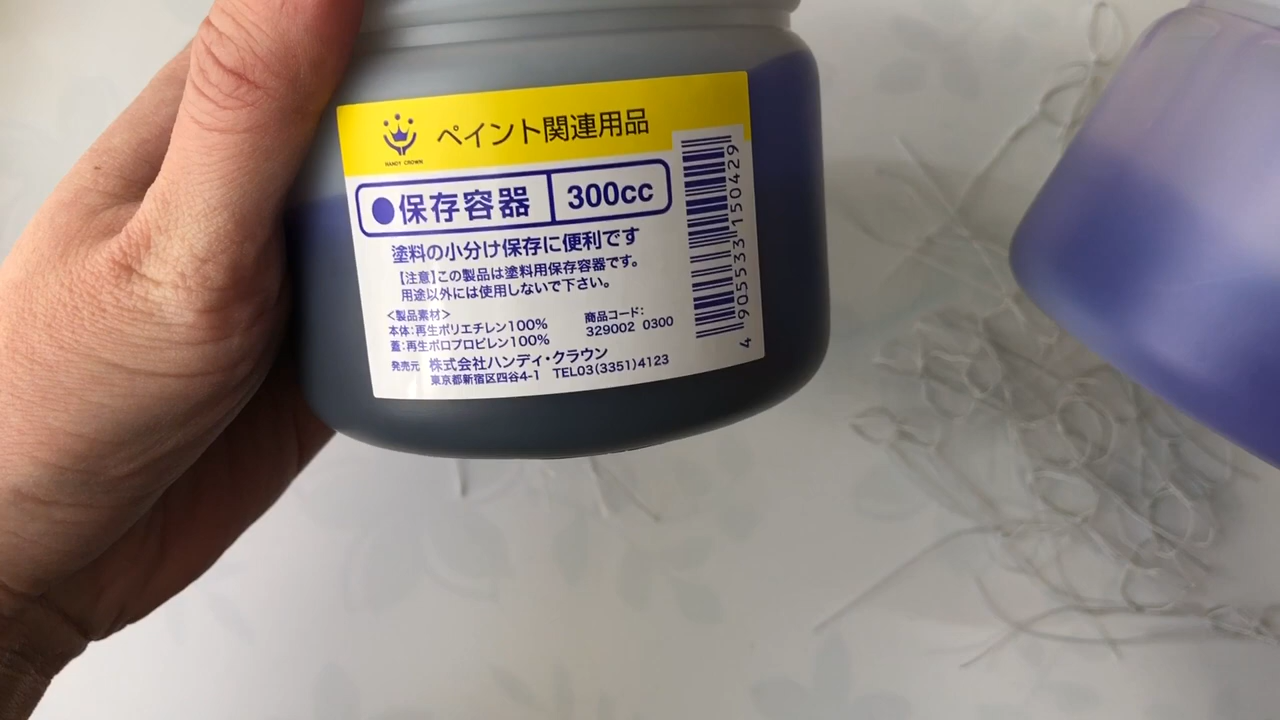 HANDY CROWN
ペイント関連用品
●保存容器 300cc
塗料の小分け保存に便利です
【注意】この製品は塗料用保存容器です。
用途以外には使用しないで下さい。
<製品素材>
本体:再生ポリエチレン100%
蓋:再生ポロプロピレン100%
商品コード:
329002 0300
発売元 株式会社ハンディ・クラウン
東京都新宿区四谷4-1 TEL03(3351)4123
4 905533 150429